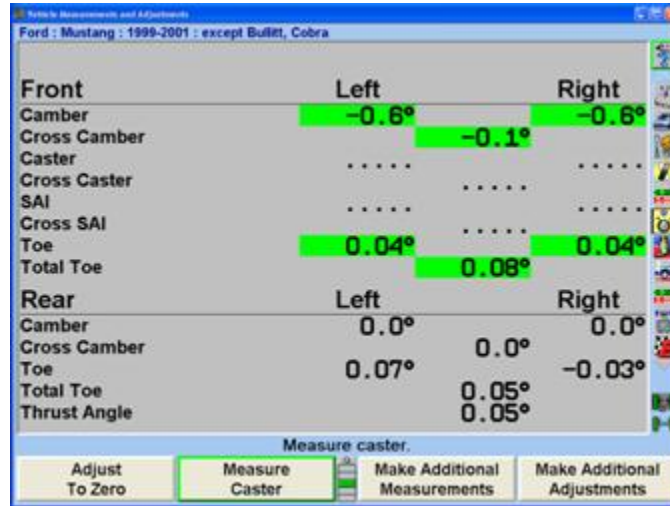 Vehicle Measurements and Adjustments
Ford : Mustang : 1999-2001 : except Bullitt, Cobra
Front Left Right
Camber -0.6° -0.6°
Cross Camber -0.1°
Caster ..... .....
Cross Caster .....
SAI ..... .....
Cross SAI .....
Toe 0.04° 0.04°
Total Toe 0.08°
Rear Left Right
Camber 0.0° 0.0°
Cross Camber 0.0°
Toe 0.07° -0.03°
Total Toe 0.05°
Thrust Angle 0.05°
Measure caster.
Adjust To Zero
Measure Caster
Make Additional Measurements
Make Additional Adjustments